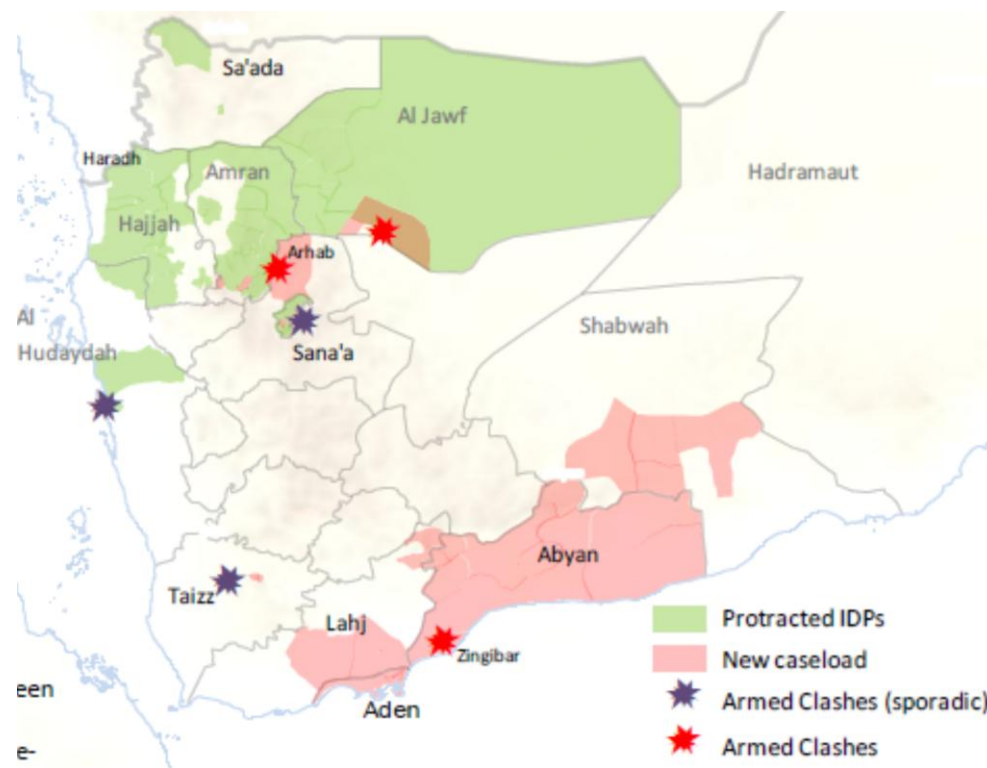 Sa'ada
Al Jawf
Haradh
Amran
Hadramaut
Hajjah
Arhab
Al
Hudaydah
Shabwah
Sana'a
Abyan
Taizz
Lahj
Zingibar
Aden
Protracted IDPs
New caseload
Armed Clashes (sporadic)
Armed Clashes
een
e-